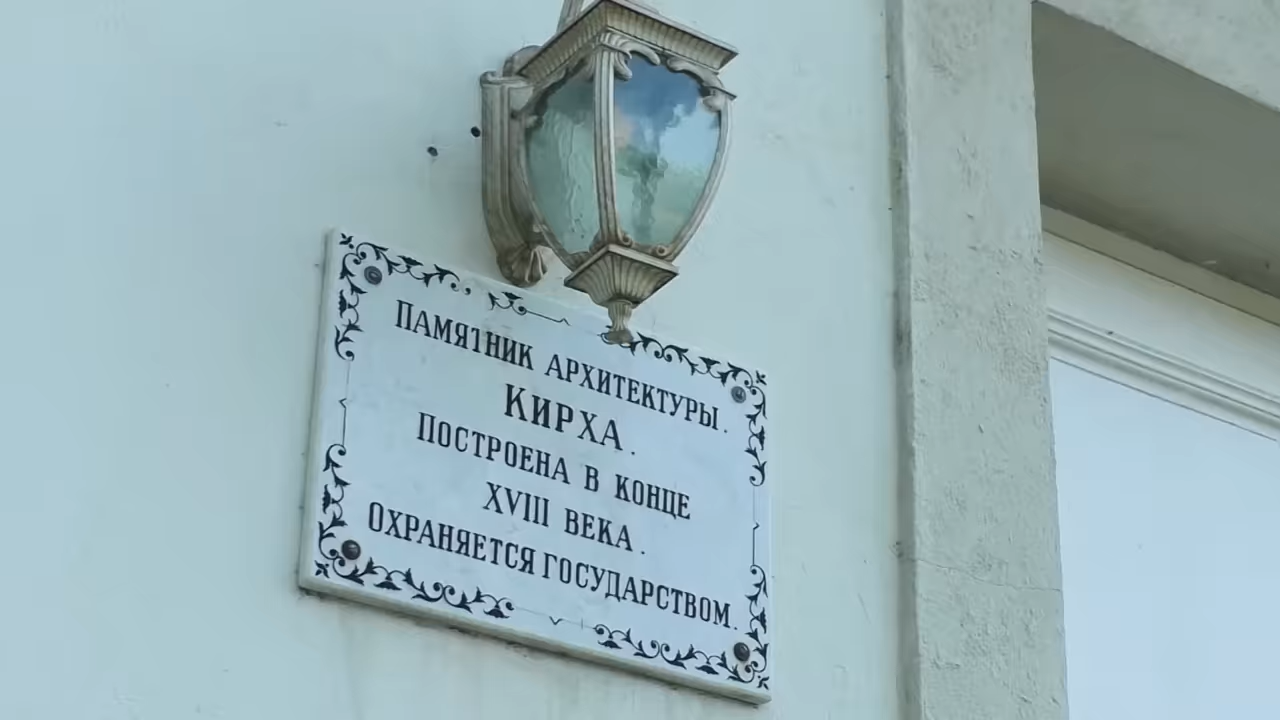 Памятник архитектуры.
Кирха.
Построена в конце
XVIII века.
Охраняется государством.